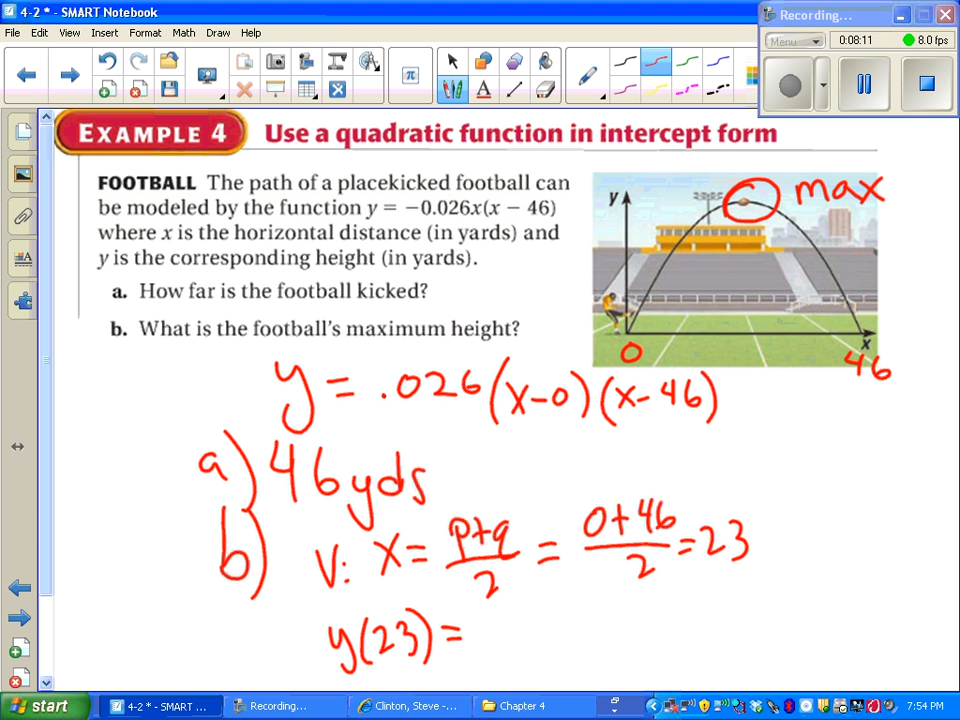 4-2 * - SMART Notebook
Recording...
File Edit View Insert Format Math Draw Help
Menu
0:08:11
8.0 fps
EXAMPLE 4 Use a quadratic function in intercept form
FOOTBALL The path of a placekicked football can
be modeled by the function y = −0.026x(x − 46)
where x is the horizontal distance (in yards) and
y is the corresponding height (in yards).
a. How far is the football kicked?
b. What is the football's maximum height?
y
max
x
0
46
y = .026(x-0)(x-46)
a) 46 yds
b)
V: x = p+q/2 = 0+46/2 = 23
y(23) =
start
4-2 * - SMART ...
Recording...
Clinton, Steve -...
Chapter 4
7:54 PM